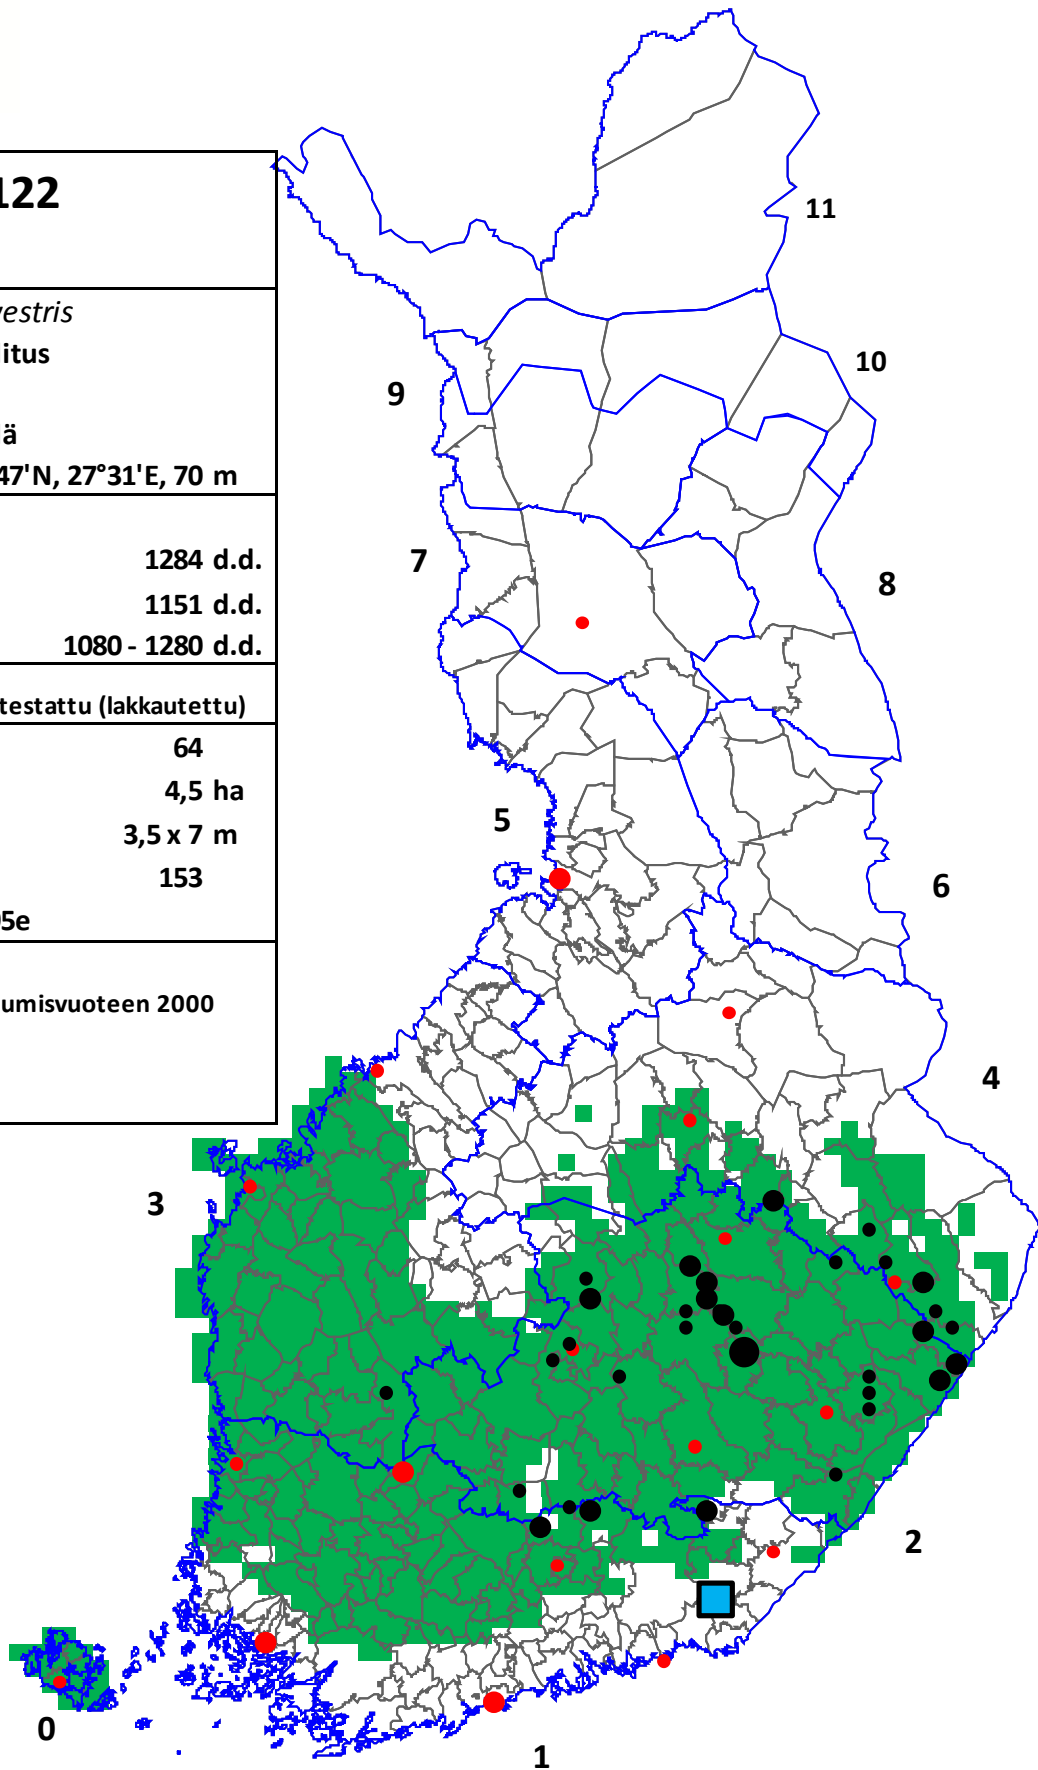 122
estris
itus
ä
47'N, 27°31'E, 70 m
1284 d.d.
1151 d.d.
1080 - 1280 d.d.
testattu (lakkautettu)
64
4,5 ha
3,5 x 7 m
153
5e
umisvuoteen 2000
11
10
9
7
8
5
6
4
3
2
0
1